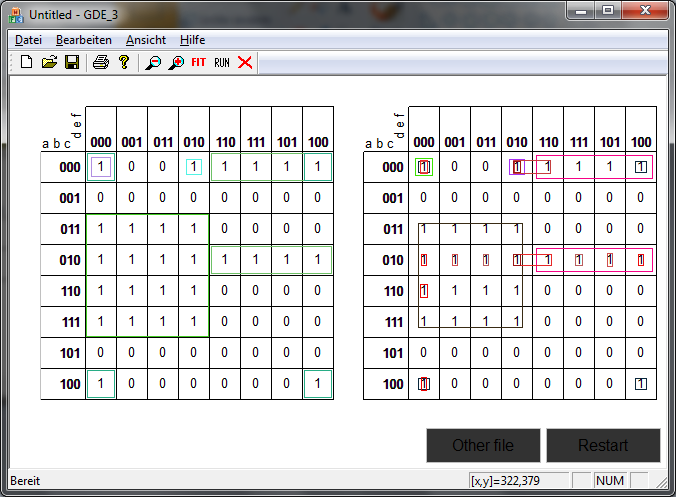 Untitled - GDE_3
Datei Bearbeiten Ansicht Hilfe
FIT RUN
d e f
a b c 000 001 011 010 110 111 101 100
000 1 0 0 1 1 1 1 1
001 0 0 0 0 0 0 0 0
011 1 1 1 1 0 0 0 0
010 1 1 1 1 1 1 1 1
110 1 1 1 1 0 0 0 0
111 1 1 1 1 0 0 0 0
101 0 0 0 0 0 0 0 0
100 1 0 0 0 0 0 0 1
d e f
a b c 000 001 011 010 110 111 101 100
000 1 0 0 1 1 1 1 1
001 0 0 0 0 0 0 0 0
011 1 1 1 1 0 0 0 0
010 1 1 1 1 1 1 1 1
110 1 1 1 1 0 0 0 0
111 1 1 1 1 0 0 0 0
101 0 0 0 0 0 0 0 0
100 1 0 0 0 0 0 0 1
Other file Restart
Bereit [x,y]=322,379 NUM